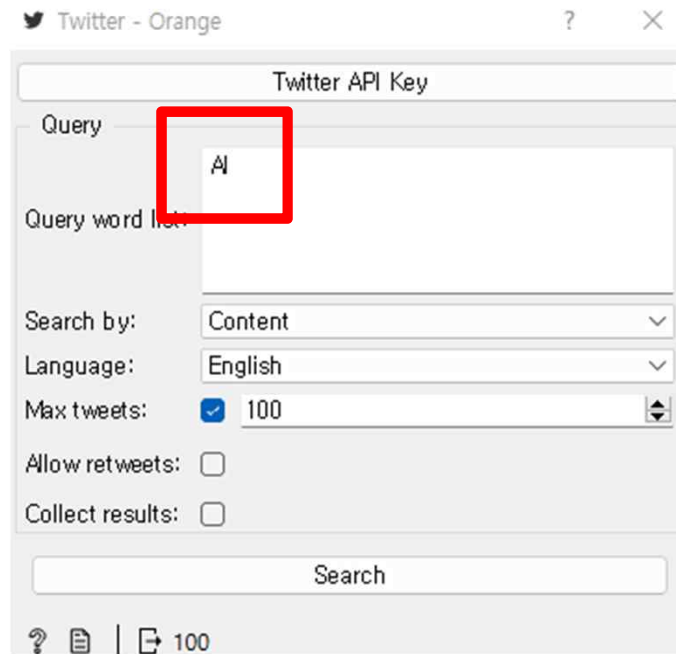 Twitter - Orange
Twitter API Key
Query
AI
Query word list:
Search by: Content
Language: English
Max tweets: 100
Allow retweets:
Collect results:
Search
100